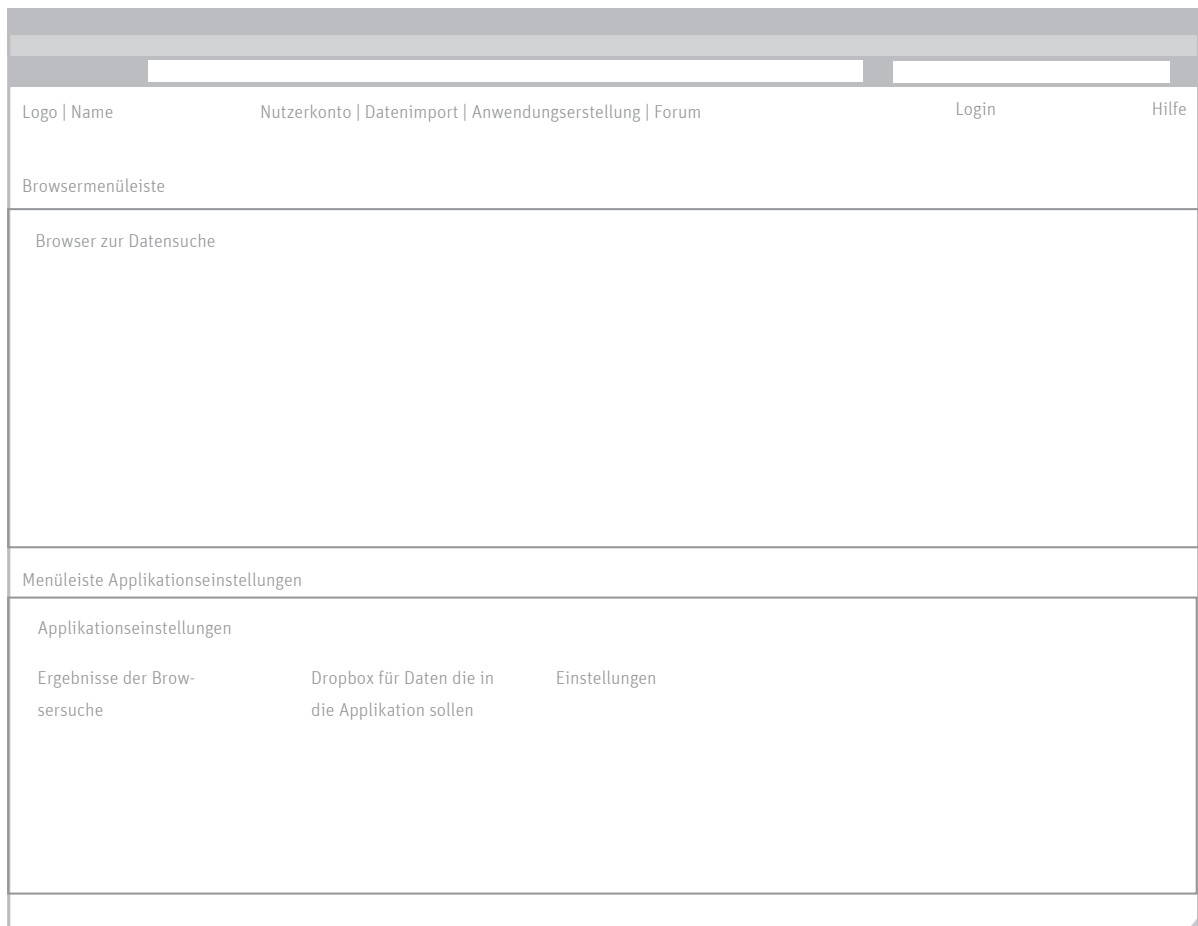 Logo | Name
Nutzerkonto | Datenimport | Anwendungserstellung | Forum
Login
Hilfe
Browsermenüleiste
Browser zur Datensuche
Menüleiste Applikationseinstellungen
Applikationseinstellungen
Ergebnisse der Brow-
sersuche
Dropbox für Daten die in
die Applikation sollen
Einstellungen